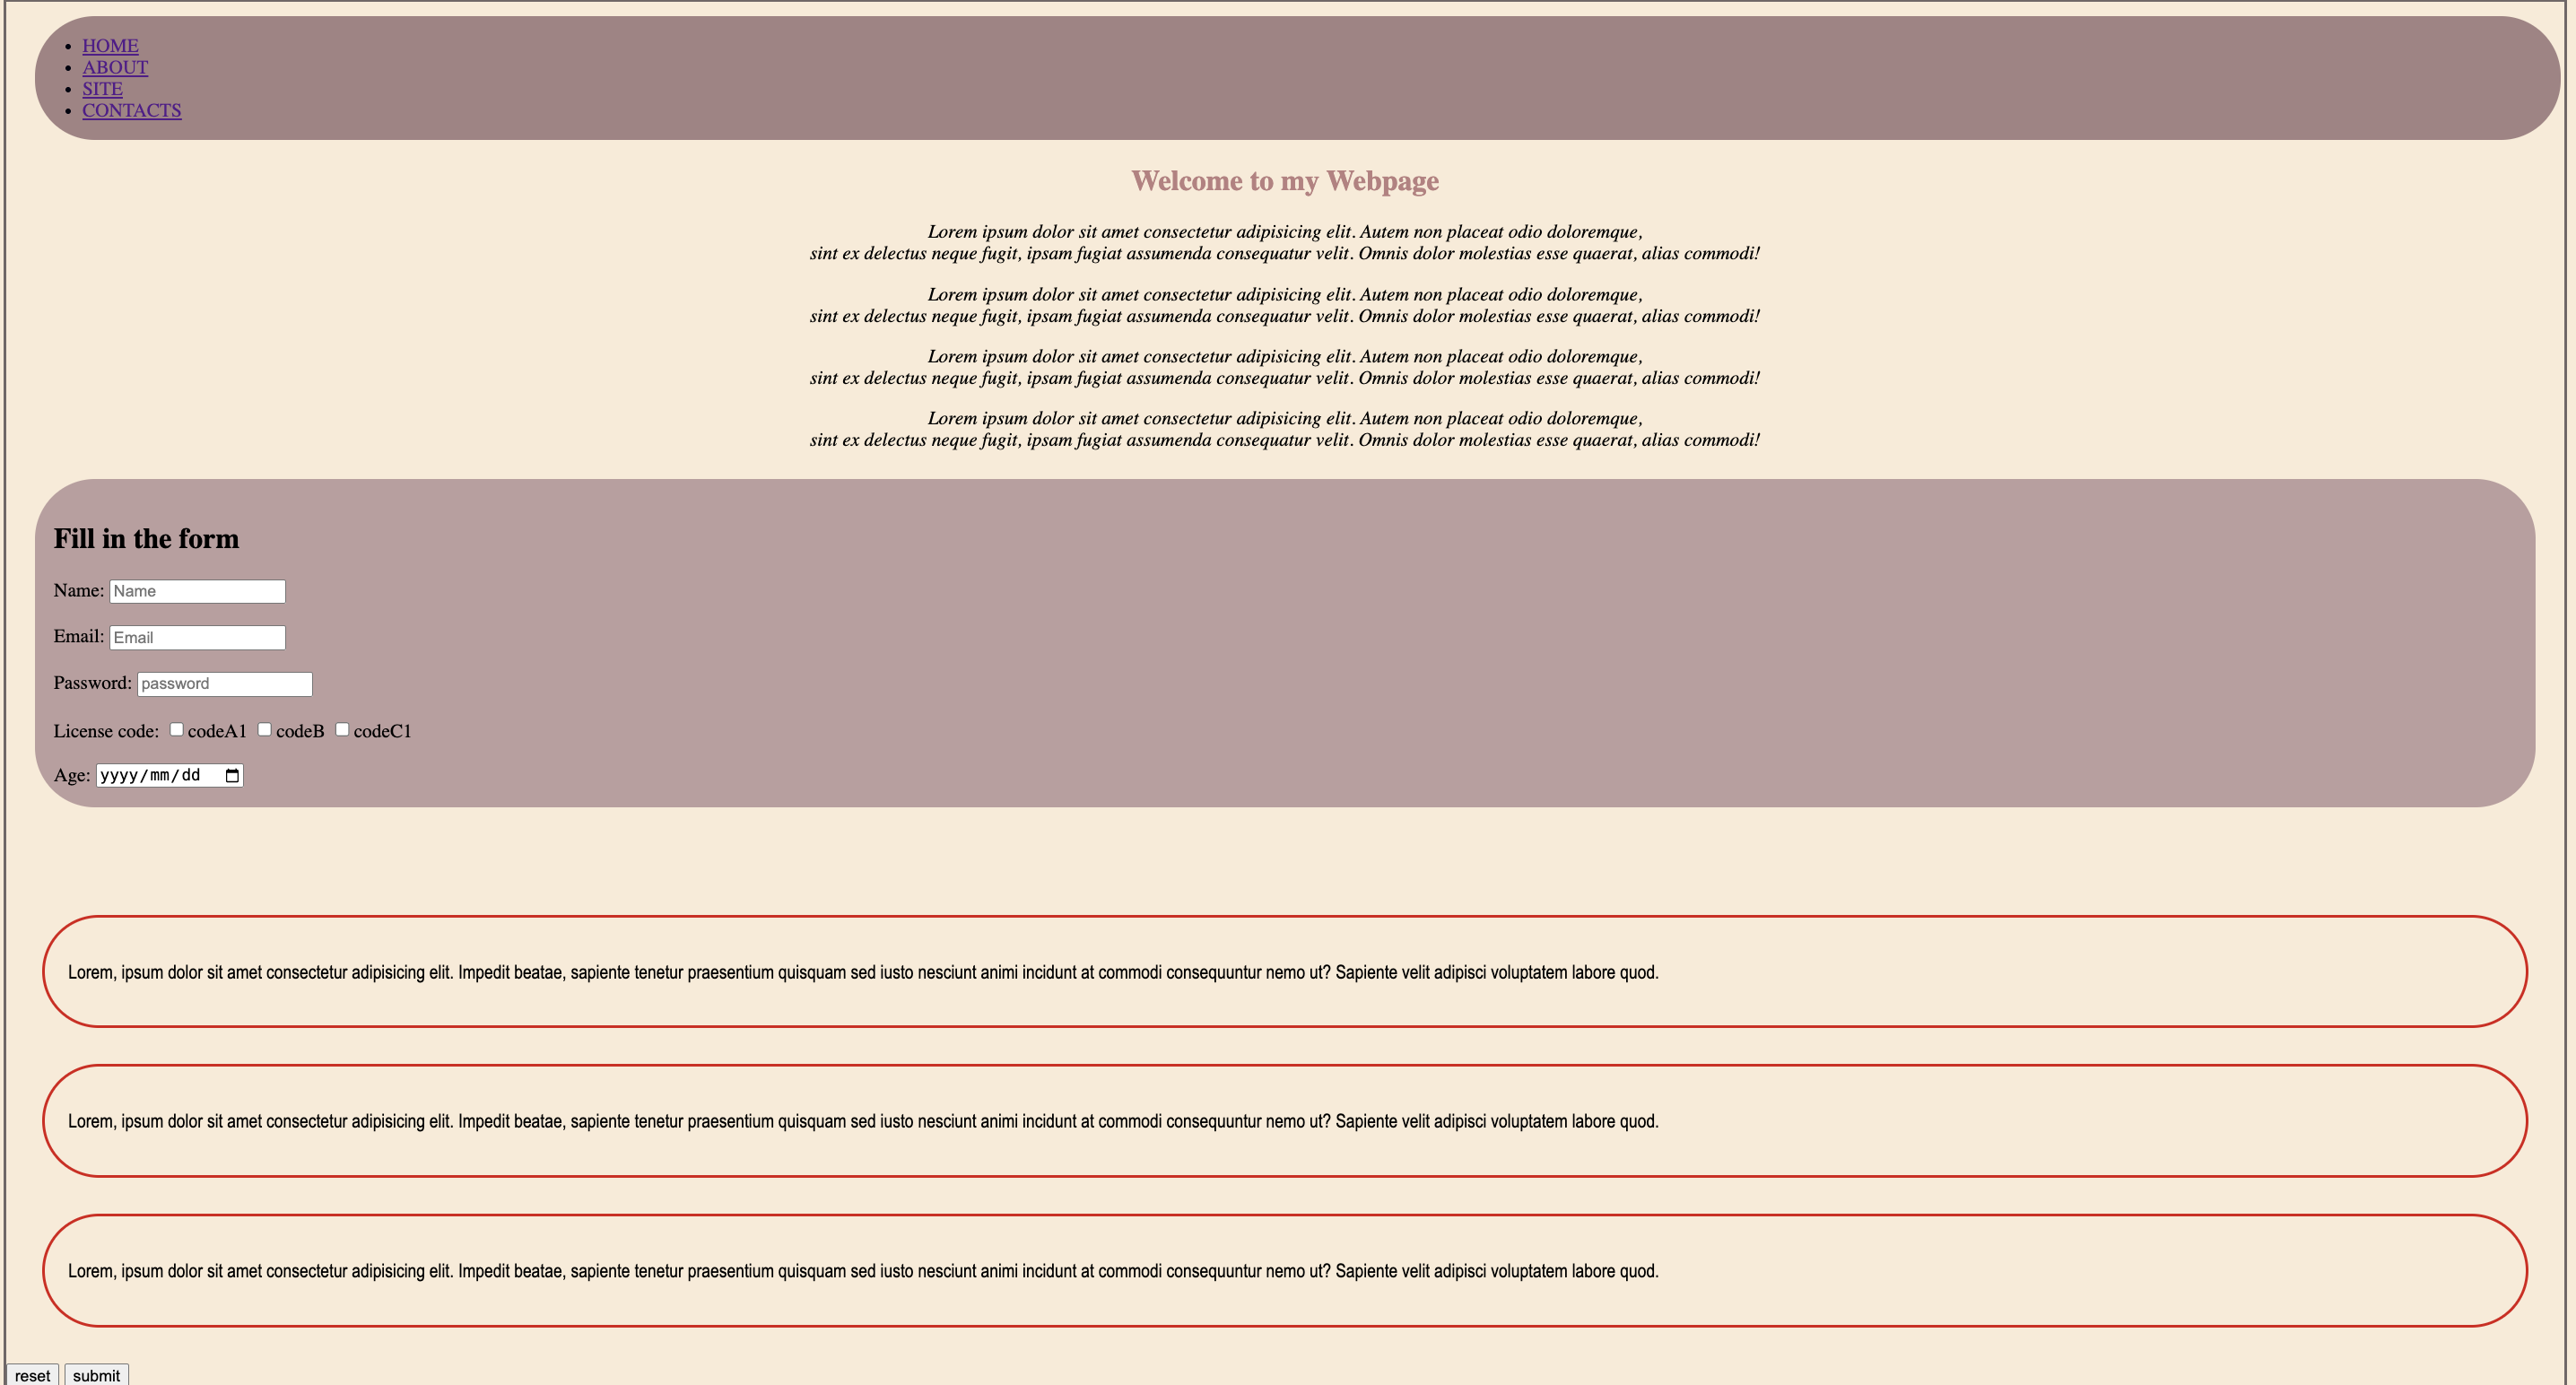 HOME
ABOUT
SITE
CONTACTS
Welcome to my Webpage
Lorem ipsum dolor sit amet consectetur adipisicing elit. Autem non placeat odio doloremque,
sint ex delectus neque fugit, ipsam fugiat assumenda consequatur velit. Omnis dolor molestias esse quaerat, alias commodi!
Lorem ipsum dolor sit amet consectetur adipisicing elit. Autem non placeat odio doloremque,
sint ex delectus neque fugit, ipsam fugiat assumenda consequatur velit. Omnis dolor molestias esse quaerat, alias commodi!
Lorem ipsum dolor sit amet consectetur adipisicing elit. Autem non placeat odio doloremque,
sint ex delectus neque fugit, ipsam fugiat assumenda consequatur velit. Omnis dolor molestias esse quaerat, alias commodi!
Lorem ipsum dolor sit amet consectetur adipisicing elit. Autem non placeat odio doloremque,
sint ex delectus neque fugit, ipsam fugiat assumenda consequatur velit. Omnis dolor molestias esse quaerat, alias commodi!
Fill in the form
Name: Name
Email: Email
Password: password
License code: codeA1 codeB codeC1
Age: yyyy/mm/dd
Lorem, ipsum dolor sit amet consectetur adipisicing elit. Impedit beatae, sapiente tenetur praesentium quisquam sed iusto nesciunt animi incidunt at commodi consequuntur nemo ut? Sapiente velit adipisci voluptatem labore quod.
Lorem, ipsum dolor sit amet consectetur adipisicing elit. Impedit beatae, sapiente tenetur praesentium quisquam sed iusto nesciunt animi incidunt at commodi consequuntur nemo ut? Sapiente velit adipisci voluptatem labore quod.
Lorem, ipsum dolor sit amet consectetur adipisicing elit. Impedit beatae, sapiente tenetur praesentium quisquam sed iusto nesciunt animi incidunt at commodi consequuntur nemo ut? Sapiente velit adipisci voluptatem labore quod.
reset submit